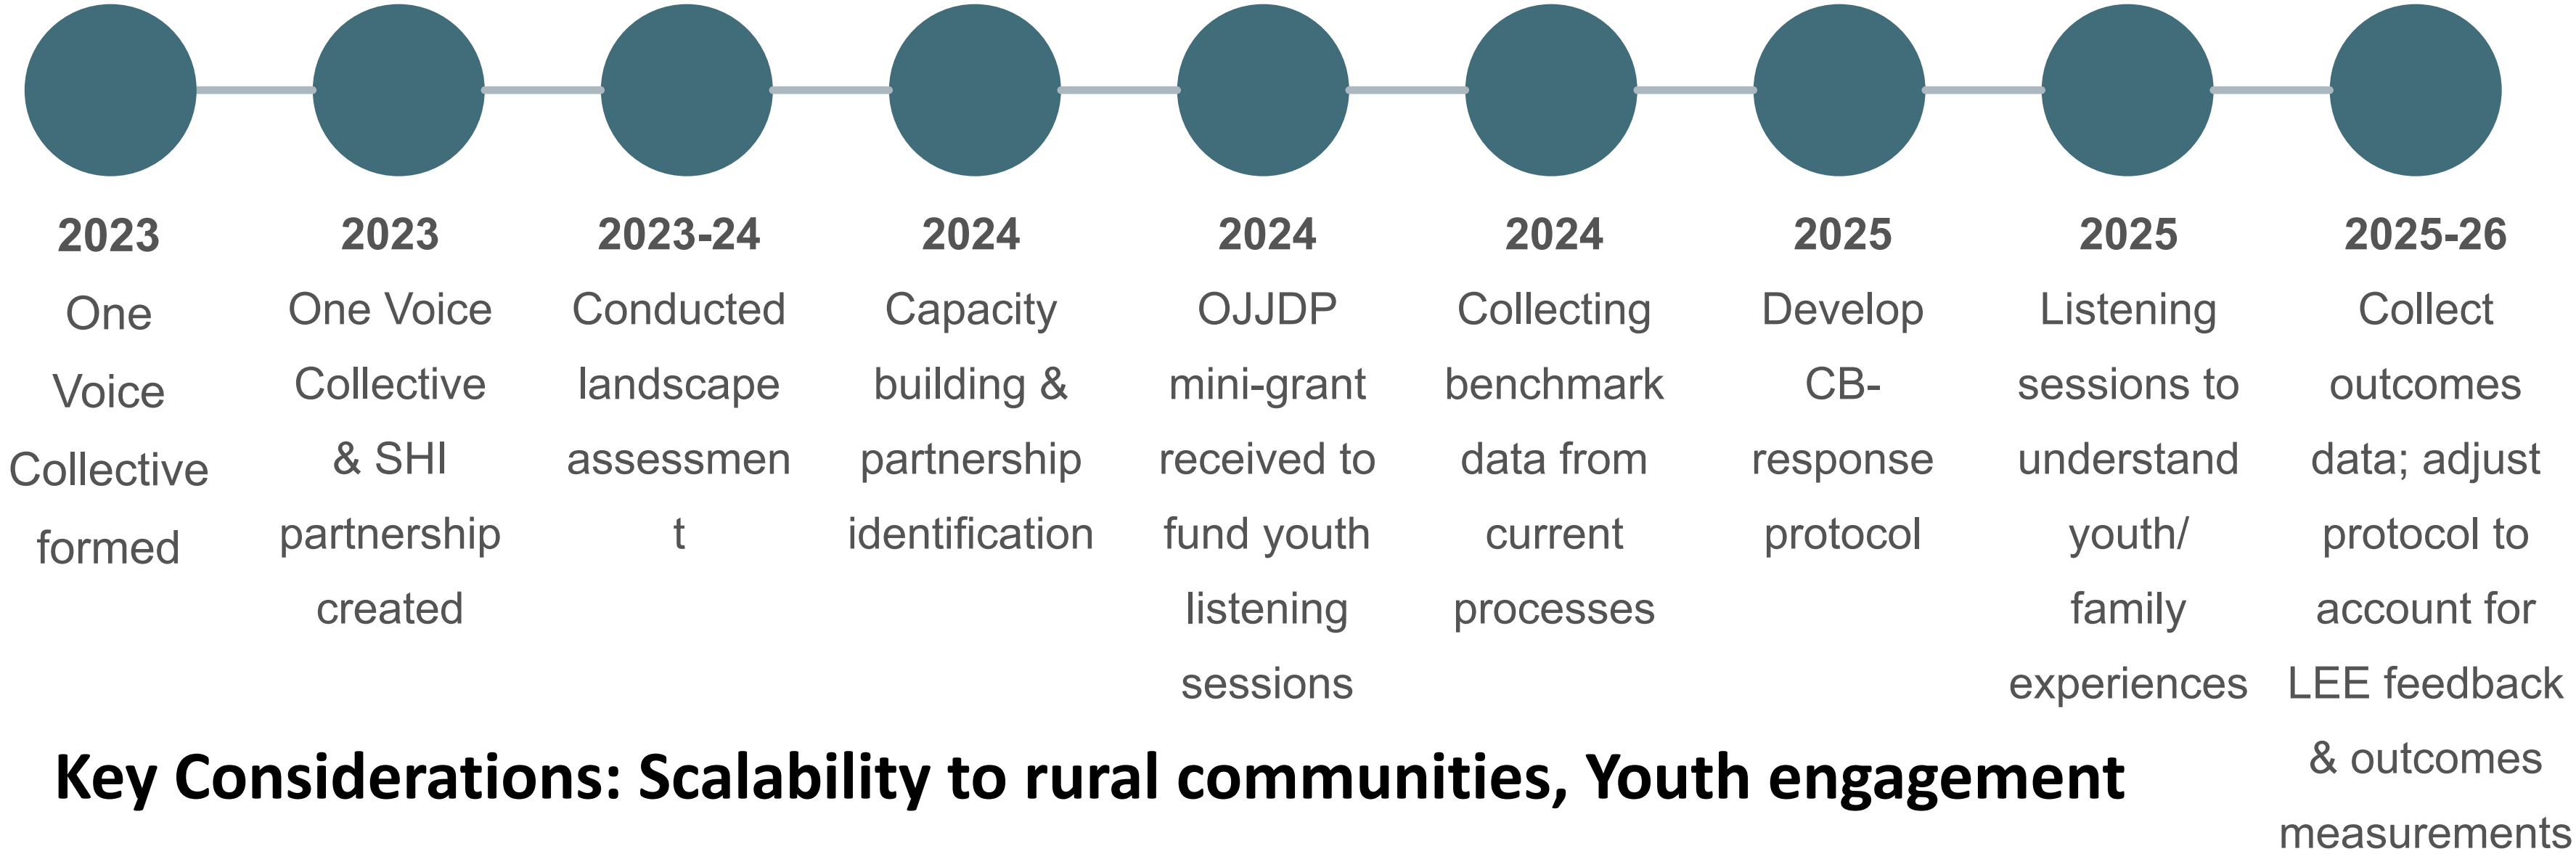 2023
One
Voice
Collective
formed
2023
One Voice
Collective
& SHI
partnership
created
2023-24
Conducted
landscape
assessmen
t
2024
Capacity
building &
partnership
identification
2024
OJJDP
mini-grant
received to
fund youth
listening
sessions
2024
Collecting
benchmark
data from
current
processes
2025
Develop
CB-
response
protocol
2025
Listening
sessions to
understand
youth/
family
experiences
2025-26
Collect
outcomes
data; adjust
protocol to
account for
LEE feedback
& outcomes
measurements
Key Considerations: Scalability to rural communities, Youth engagement